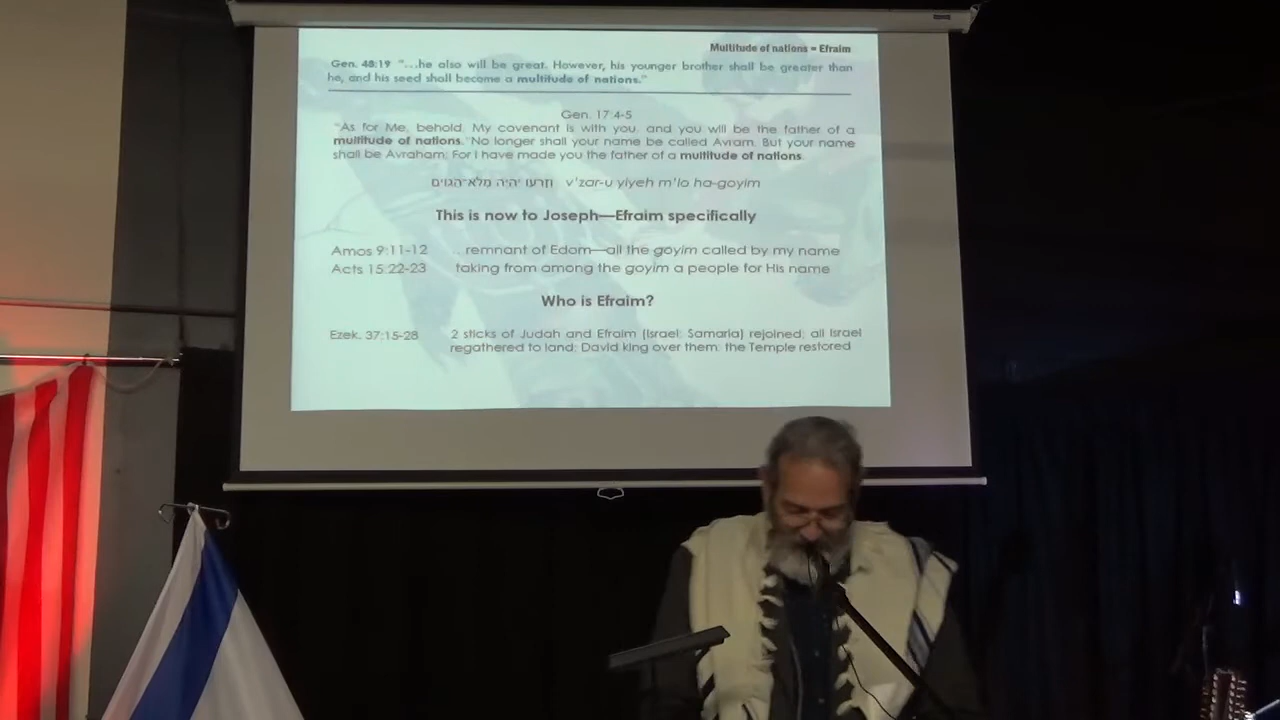 Multitude of nations = Efraim
Gen. 48:19 "...he also will be great. However, his younger brother shall be greater than
he, and his seed shall become a multitude of nations."
Gen. 17:4-5
"As for Me, behold, My covenant is with you, and you will be the father of a
multitude of nations. "No longer shall your name be called Avram, But your name
shall be Avraham; For I have made you the father of a multitude of nations.
וזרעו יהיה מלא־הגוים v'zar-u yiyeh m'lo ha-goyim
This is now to Joseph—Efraim specifically
Amos 9:11-12 ...remnant of Edom—all the goyim called by my name
Acts 15:22-23 taking from among the goyim a people for His name
Who is Efraim?
Ezek. 37:15-28 2 sticks of Judah and Efraim (Israel; Samaria) rejoined; all Israel
regathered to land; David king over them; the Temple restored